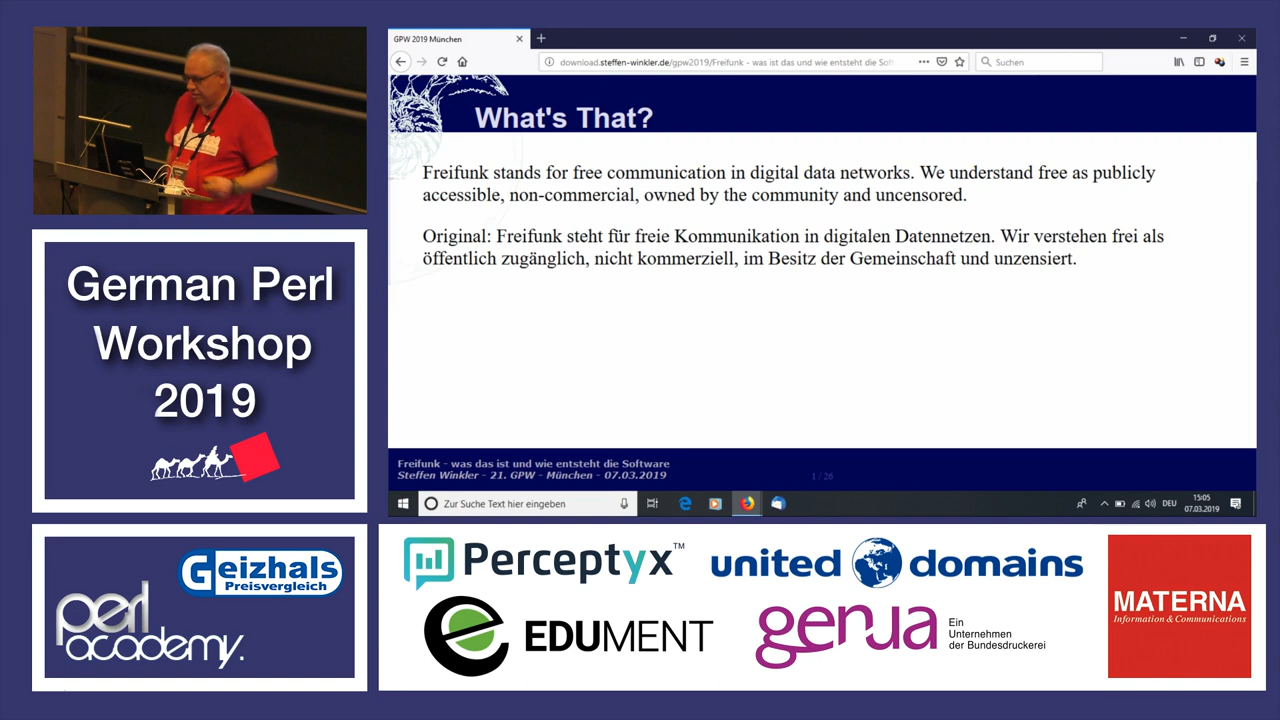 GPW 2019 München
download.steffen-winkler.de/gpw2019/Freifunk - was das ist und wie entsteht die Sof
Suchen
What's That?
Freifunk stands for free communication in digital data networks. We understand free as publicly
accessible, non-commercial, owned by the community and uncensored.
Original: Freifunk steht für freie Kommunikation in digitalen Datennetzen. Wir verstehen frei als
öffentlich zugänglich, nicht kommerziell, im Besitz der Gemeinschaft und unzensiert.
Freifunk - was das ist und wie entsteht die Software
Steffen Winkler - 21. GPW - München - 07.03.2019
1 / 26
Zur Suche Text hier eingeben
DEU
15:05
07.03.2019
German Perl
Workshop
2019
Geizhals
Preisvergleich
perl
academy.
Perceptyx™
united domains
EDUMENT
genua
Ein
Unternehmen
der Bundesdruckerei
MATERNA
Information & Communications